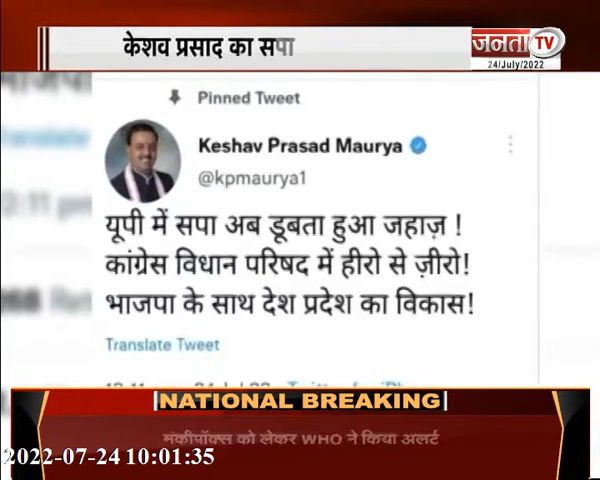 केशव प्रसाद का सपा
जनता TV
24/July/2022
Pinned Tweet
Keshav Prasad Maurya
@kpmaurya1
यूपी में सपा अब डूबता हुआ जहाज़ !
कांग्रेस विधान परिषद में हीरो से ज़ीरो!
भाजपा के साथ देश प्रदेश का विकास!
Translate Tweet
NATIONAL BREAKING
मंकीपॉक्स को लेकर WHO ने किया अलर्ट
2022-07-24 10:01:35